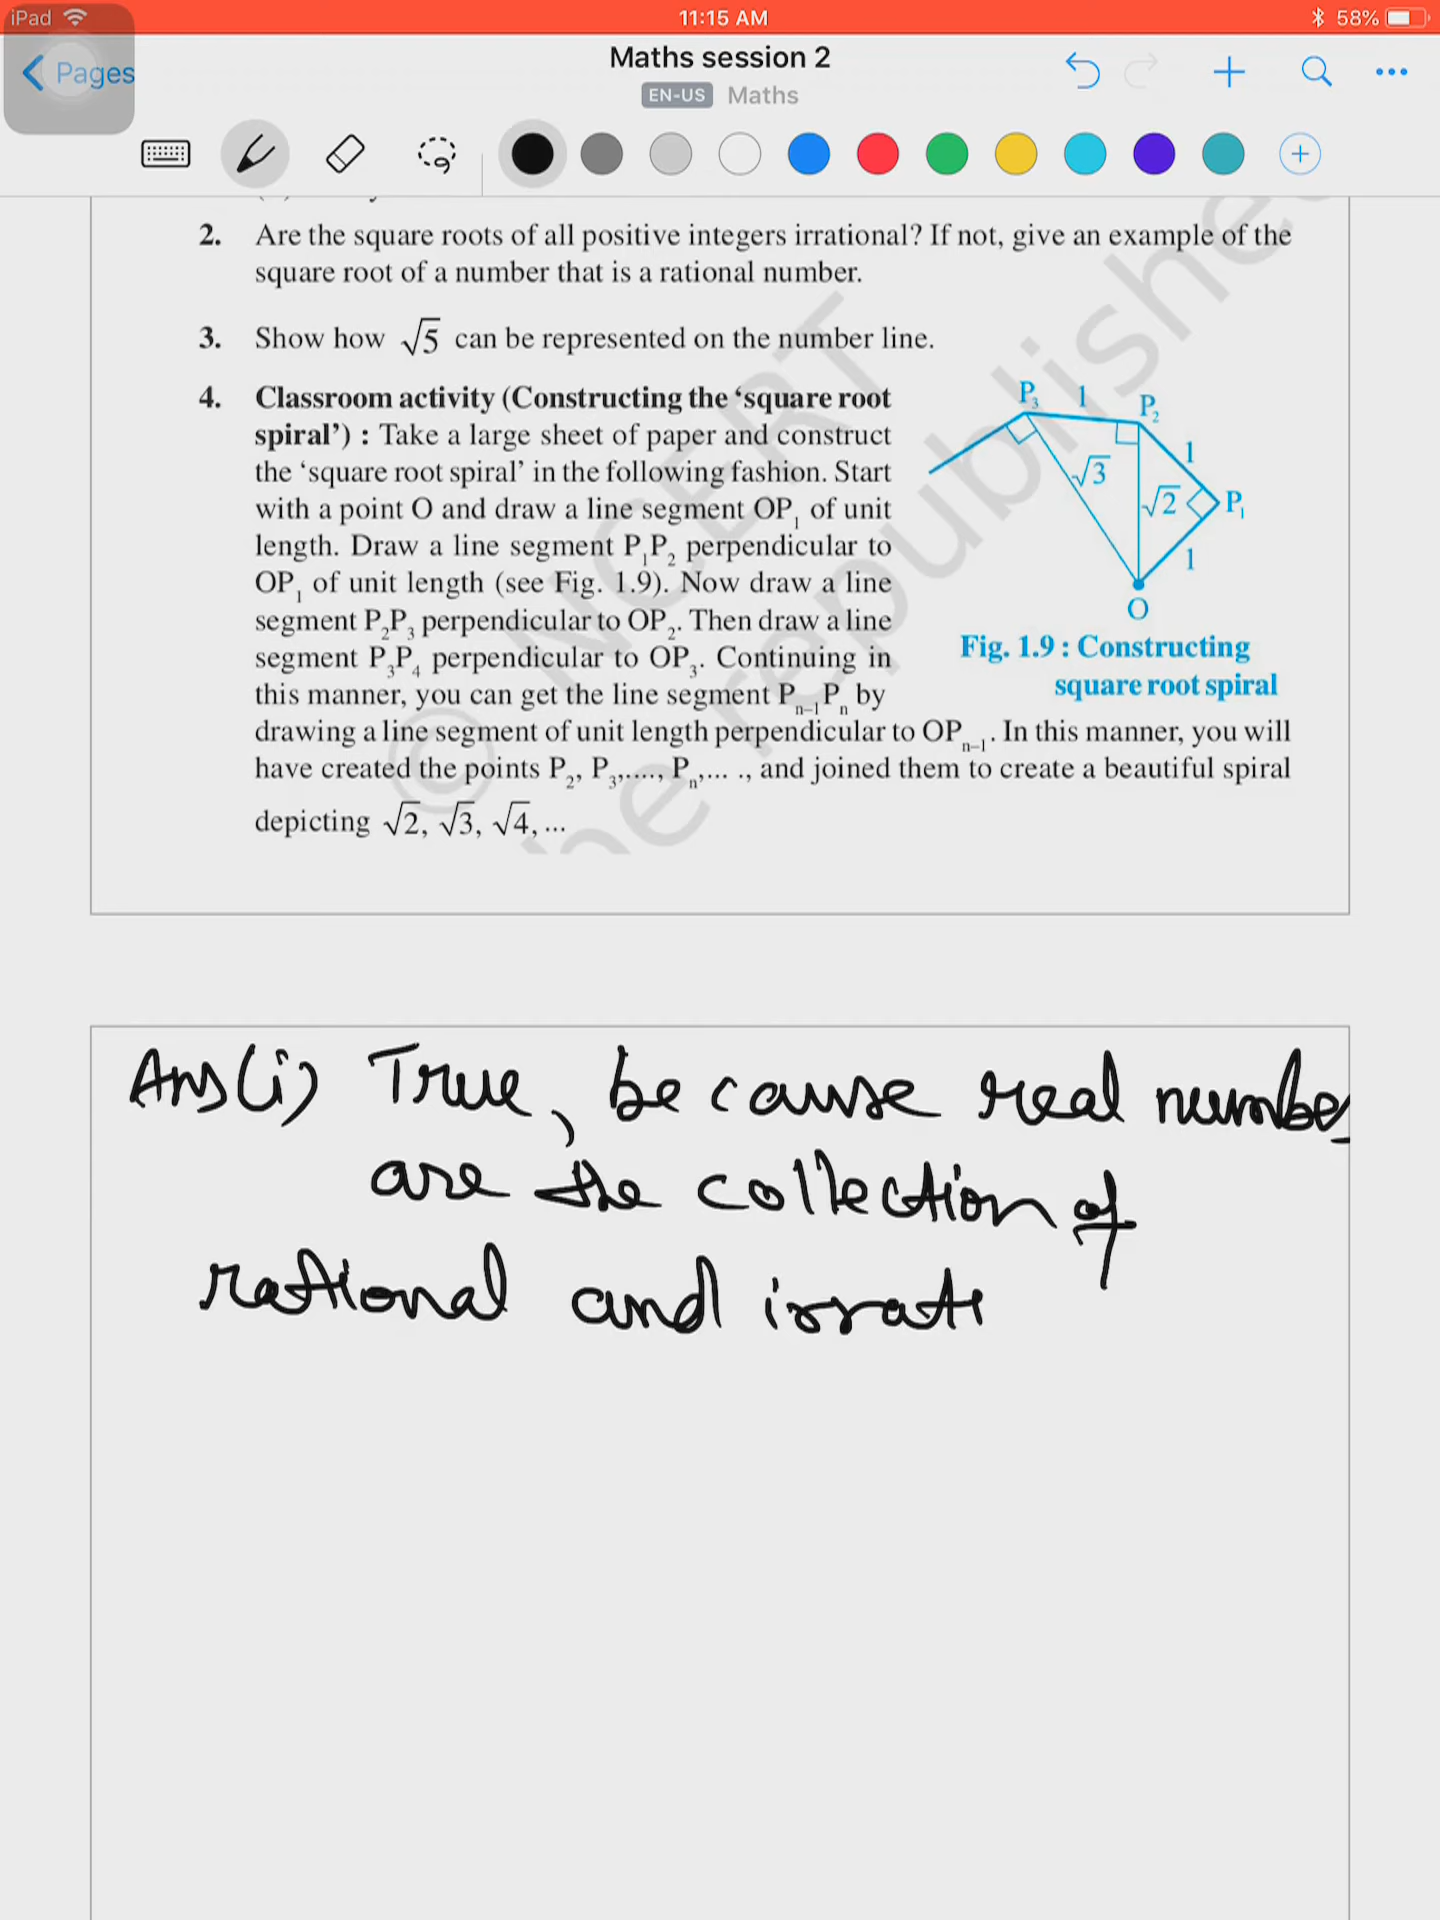 iPad 11:15 AM 58%
Pages Maths session 2
EN-US Maths
2. Are the square roots of all positive integers irrational? If not, give an example of the
square root of a number that is a rational number.
3. Show how √5 can be represented on the number line.
4. Classroom activity (Constructing the ‘square root
spiral’) : Take a large sheet of paper and construct
the ‘square root spiral’ in the following fashion. Start
with a point O and draw a line segment OP₁ of unit
length. Draw a line segment P₁P₂ perpendicular to
OP₁ of unit length (see Fig. 1.9). Now draw a line
segment P₂P₃ perpendicular to OP₂. Then draw a line
segment P₃P₄ perpendicular to OP₃. Continuing in
this manner, you can get the line segment Pₙ₋₁Pₙ by
drawing a line segment of unit length perpendicular to OPₙ₋₁. In this manner, you will
have created the points P₂, P₃,...., Pₙ,... ., and joined them to create a beautiful spiral
depicting √2, √3, √4, ...
P₃ 1 P₂
1
√3
√2 P₁
1
O
Fig. 1.9 : Constructing
square root spiral
© NCERT
be republished
Ans(i) True, because real number
are the collection of
rational and irrati